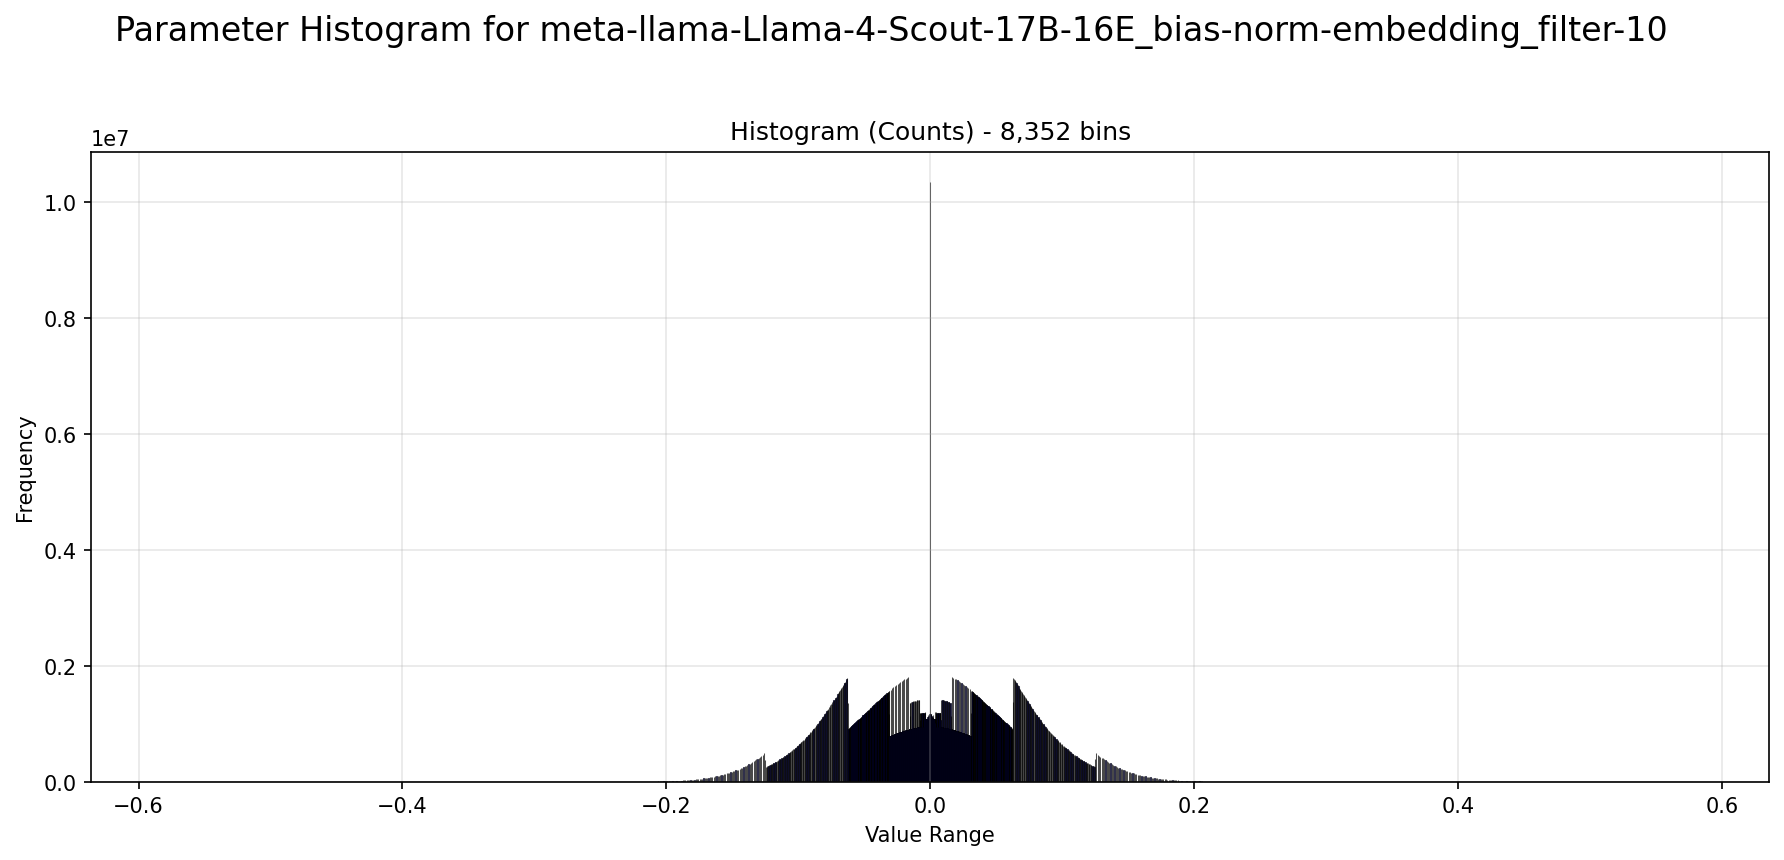 Parameter Histogram for meta-llama-Llama-4-Scout-17B-16E_bias-norm-embedding_filter-10
Histogram (Counts) - 8,352 bins
1e7
1.0
0.8
0.6
0.4
0.2
0.0
Frequency
−0.6 −0.4 −0.2 0.0 0.2 0.4 0.6
Value Range